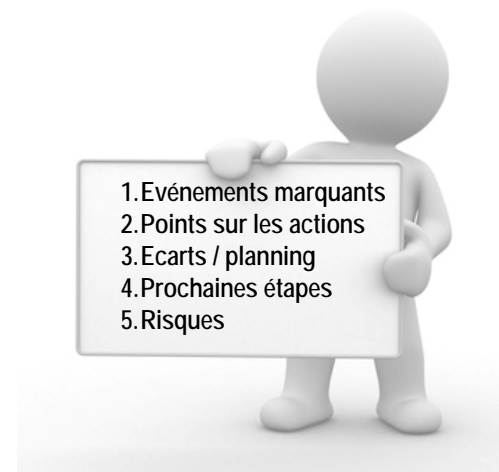 1.Evénements marquants
2.Points sur les actions
3.Ecarts / planning
4.Prochaines étapes
5.Risques